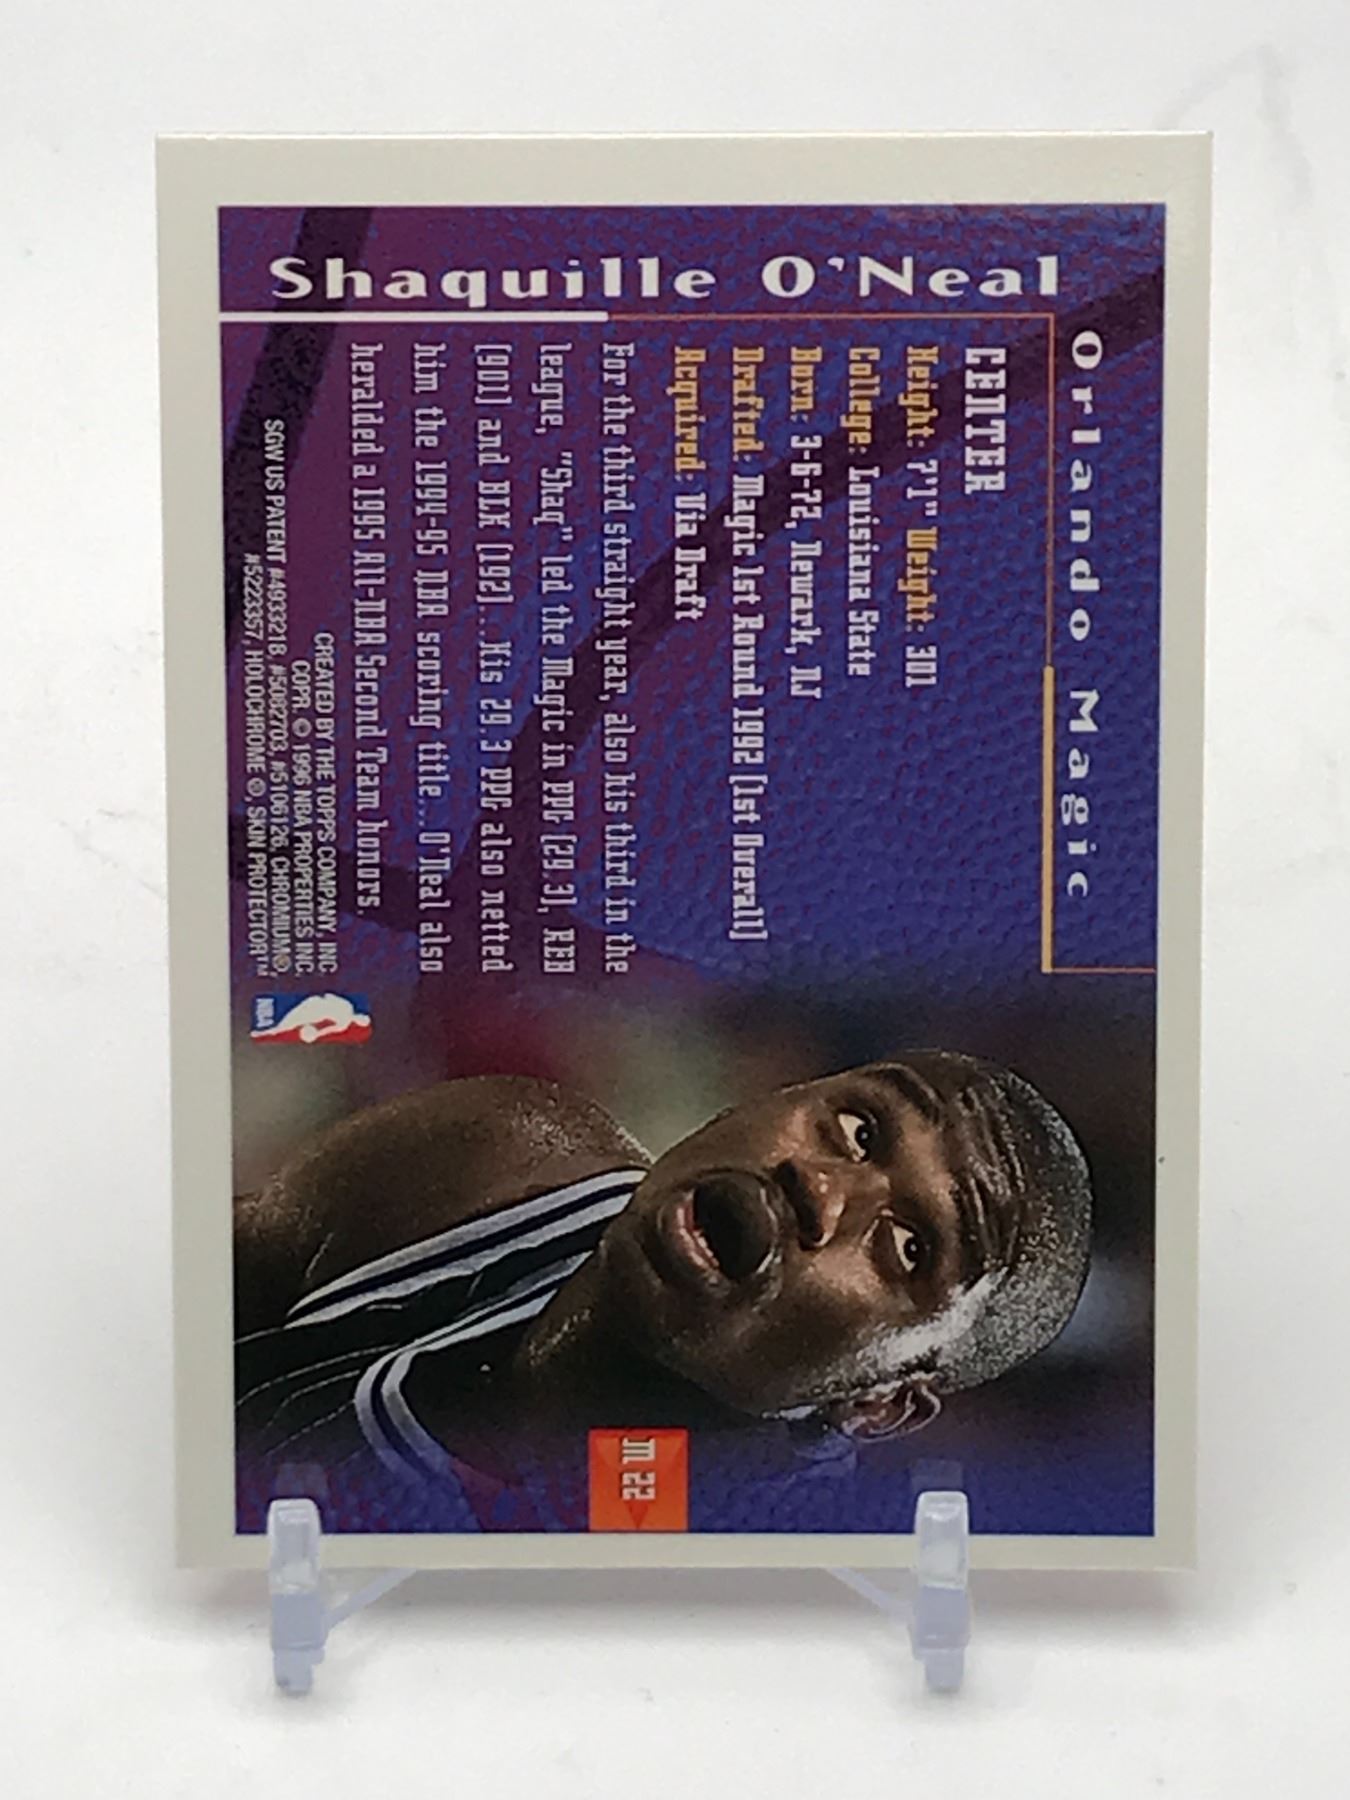 Shaquille O'Neal
Orlando Magic
CENTER
Height: 7'1" Weight: 301
College: Louisiana State
Born: 3-6-72, Newark, NJ
Drafted: Magic 1st Round 1992 (1st Overall)
Acquired: Via Draft
For the third straight year, also his third in the
league, "Shaq" led the Magic in PPG (29.3), REB
(901) and BLK (192)...His 29.3 PPG also netted
him the 1994-95 NBA scoring title...O'Neal also
heralded a 1995 All-NBA Second Team honors.
CREATED BY THE TOPPS COMPANY, INC
COPR. © 1996 NBA PROPERTIES INC.
SGW US PATENT #4933218, #5082703, #5106126, CHROMIUM®,
#5223357, HOLOCHROME ®, SKIN PROTECTOR™
NBA
M 22